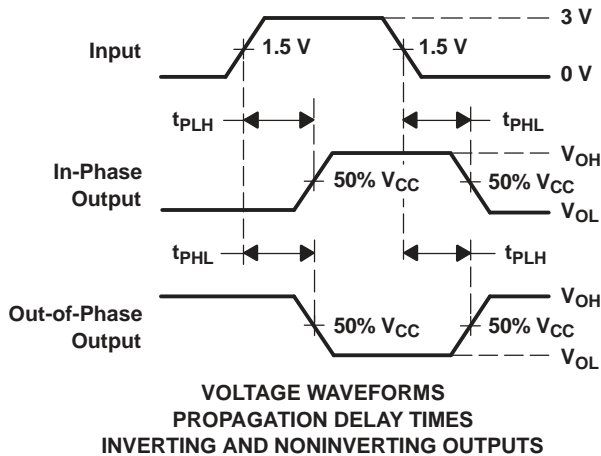 3 V
Input
1.5 V
1.5 V
0 V
tPLH
tPHL
In-Phase
Output
50% VCC
50% VCC
VOH
VOL
tPHL
tPLH
Out-of-Phase
Output
50% VCC
50% VCC
VOH
VOL
VOLTAGE WAVEFORMS
PROPAGATION DELAY TIMES
INVERTING AND NONINVERTING OUTPUTS